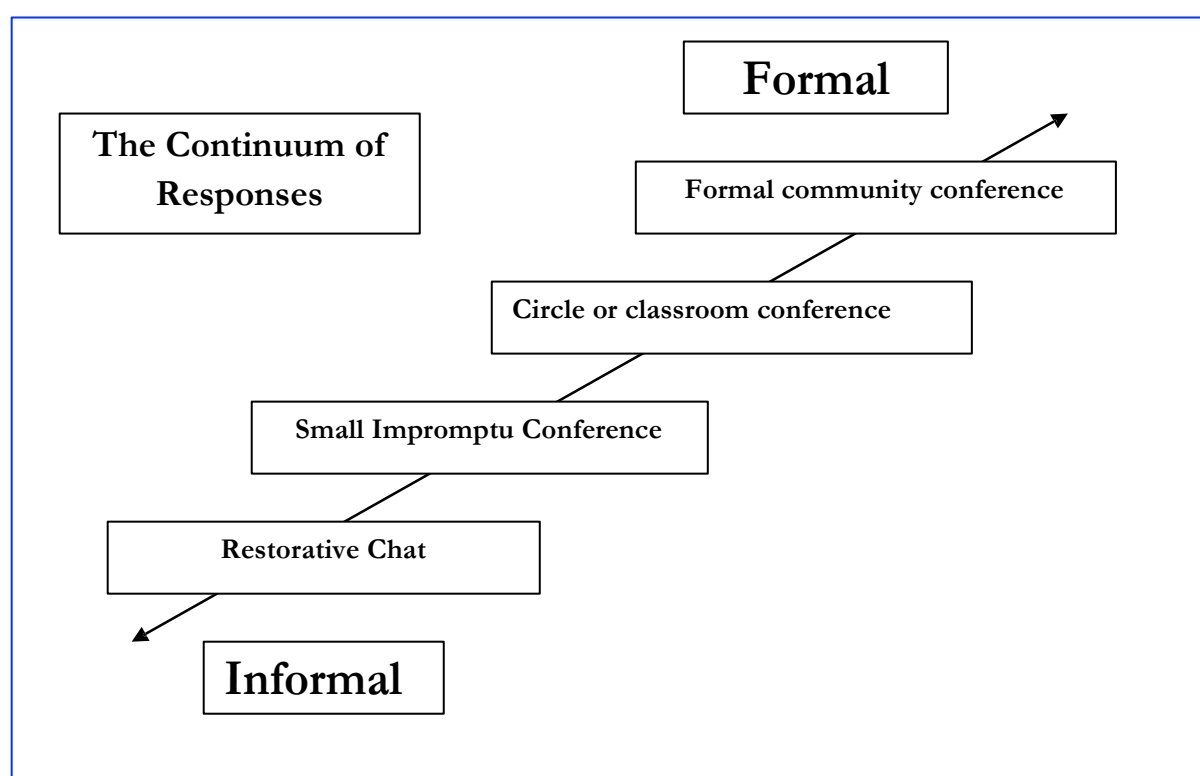 Formal
The Continuum of
Responses
Formal community conference
Circle or classroom conference
Small Impromptu Conference
Restorative Chat
Informal